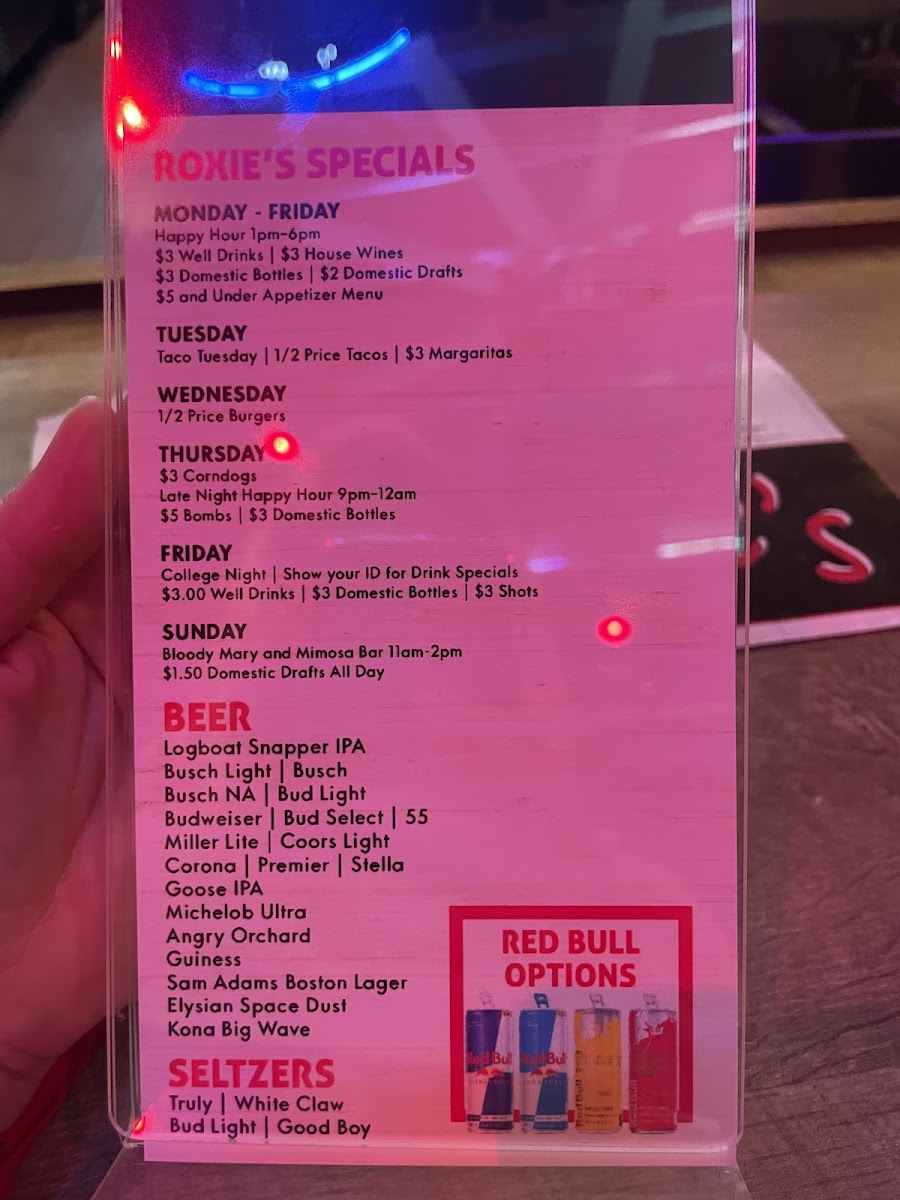 ROXIE'S SPECIALS
MONDAY - FRIDAY
Happy Hour 1pm-6pm
$3 Well Drinks | $3 House Wines
$3 Domestic Bottles | $2 Domestic Drafts
$5 and Under Appetizer Menu
TUESDAY
Taco Tuesday | 1/2 Price Tacos | $3 Margaritas
WEDNESDAY
1/2 Price Burgers
THURSDAY
$3 Corndogs
Late Night Happy Hour 9pm-12am
$5 Bombs | $3 Domestic Bottles
FRIDAY
College Night | Show your ID for Drink Specials
$3.00 Well Drinks | $3 Domestic Bottles | $3 Shots
SUNDAY
Bloody Mary and Mimosa Bar 11am-2pm
$1.50 Domestic Drafts All Day
BEER
Logboat Snapper IPA
Busch Light | Busch
Busch NA | Bud Light
Budweiser | Bud Select | 55
Miller Lite | Coors Light
Corona | Premier | Stella
Goose IPA
Michelob Ultra
Angry Orchard
Guiness
Sam Adams Boston Lager
Elysian Space Dust
Kona Big Wave
SELTZERS
Truly | White Claw
Bud Light | Good Boy
RED BULL
OPTIONS
Red Bull
Red Bull
Red Bull
'S